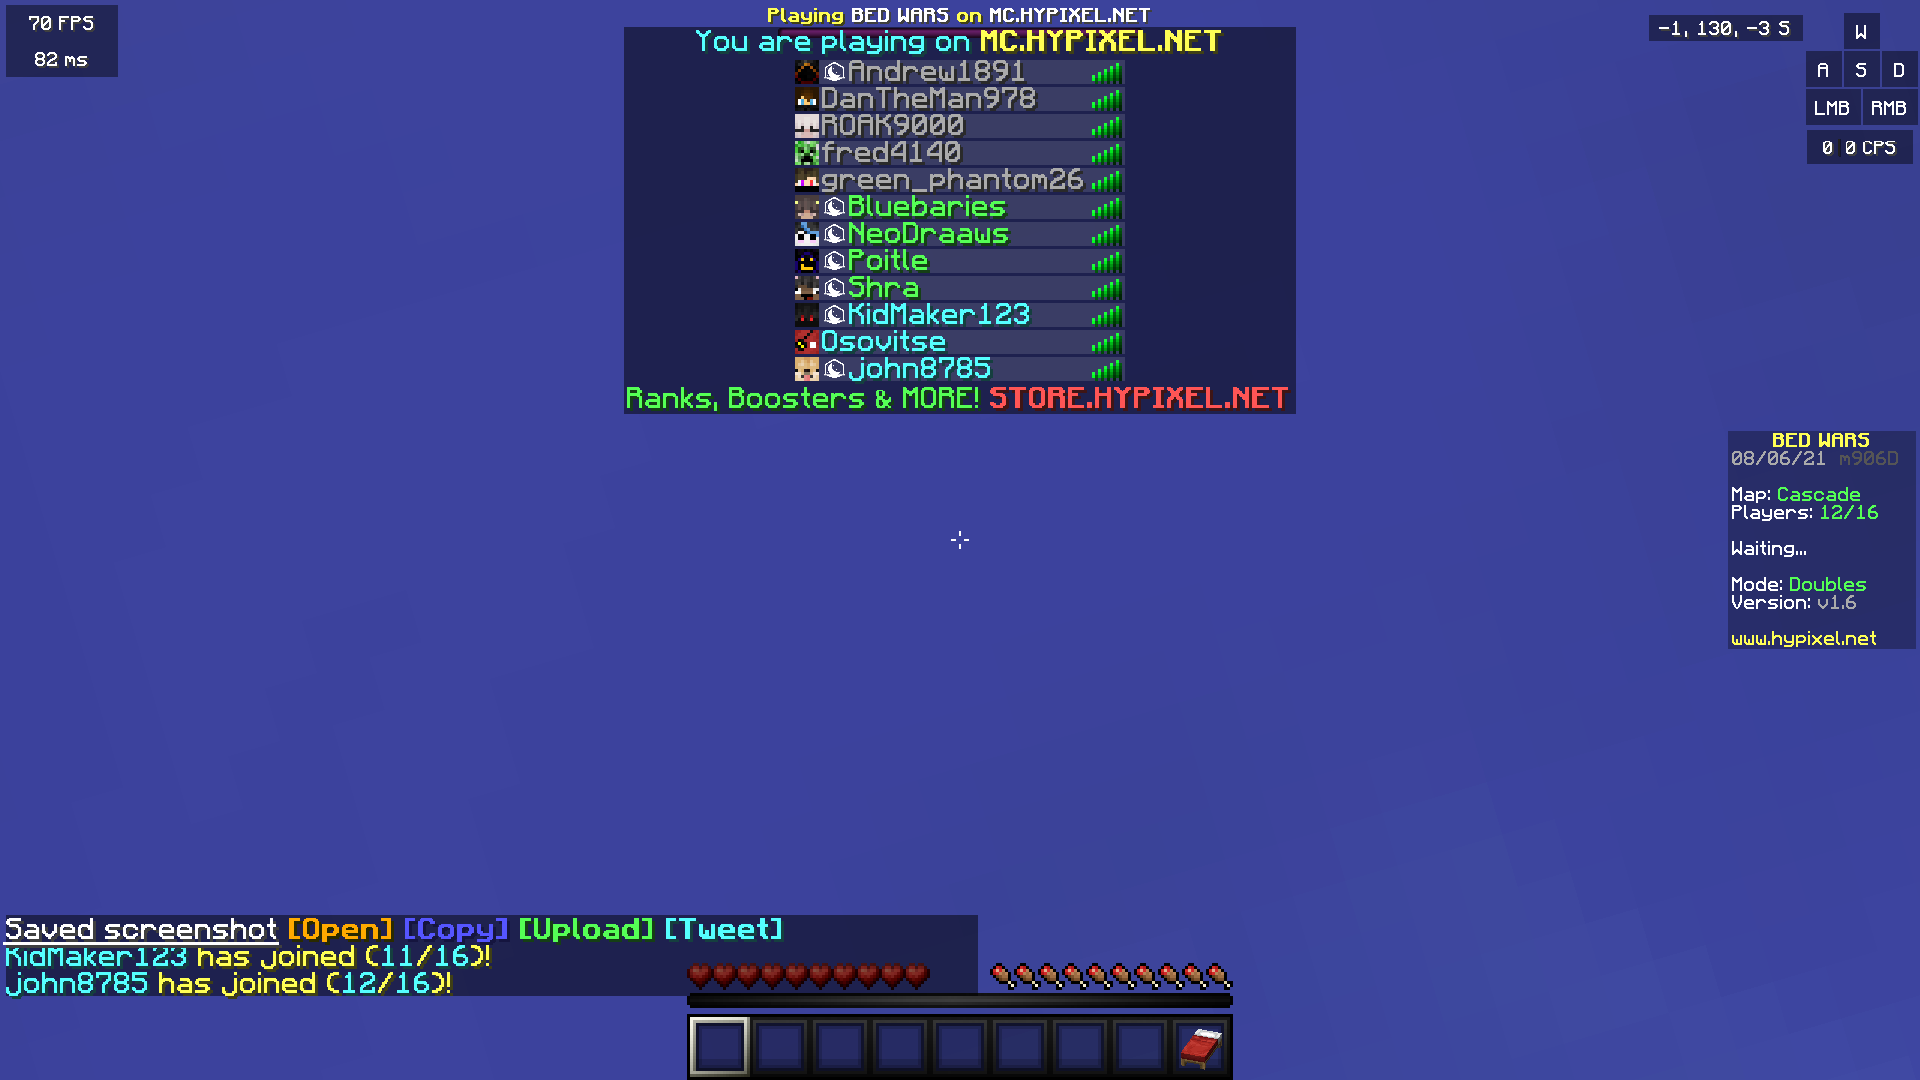 70 FPS
82 ms
Playing BED WARS on MC.HYPIXEL.NET
You are playing on MC.HYPIXEL.NET
Andrew1891
DanTheMan978
ROAK9000
fred4140
green_phantom26
Bluebaries
NeoDraaws
Poitle
Shra
KidMaker123
Osovitse
john8785
Ranks, Boosters & MORE! STORE.HYPIXEL.NET
-1, 130, -3 S
W
A S D
LMB RMB
0 0 CPS
BED WARS
08/06/21 m906D
Map: Cascade
Players: 12/16
Waiting...
Mode: Doubles
Version: v1.6
www.hypixel.net
Saved screenshot [Open] [Copy] [Upload] [Tweet]
KidMaker123 has joined (11/16)!
john8785 has joined (12/16)!